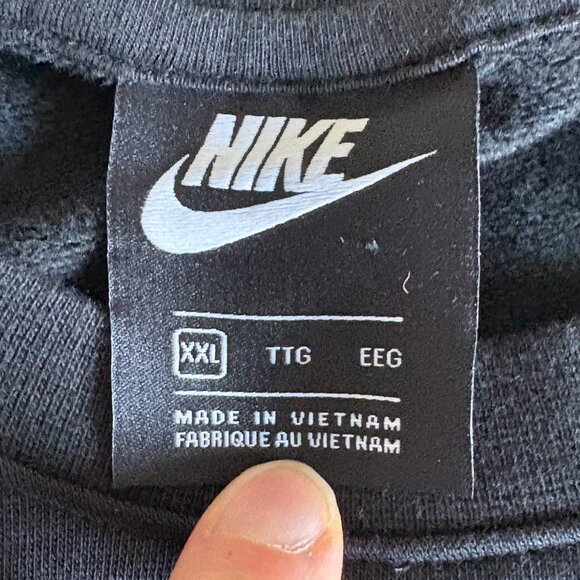 NIKE
XXL TTG EEG
MADE IN VIETNAM
FABRIQUE AU VIETNAM